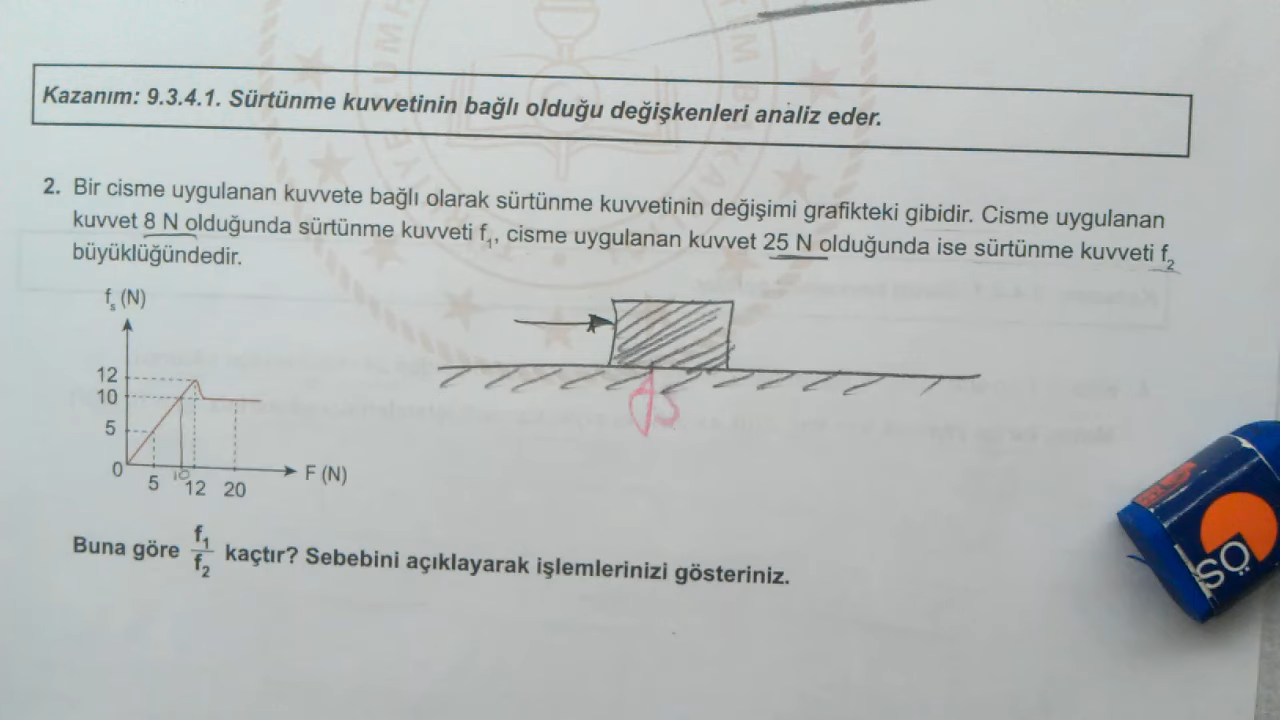 Kazanım: 9.3.4.1. Sürtünme kuvvetinin bağlı olduğu değişkenleri analiz eder.
2. Bir cisme uygulanan kuvvete bağlı olarak sürtünme kuvvetinin değişimi grafikteki gibidir. Cisme uygulanan
kuvvet 8 N olduğunda sürtünme kuvveti f₁, cisme uygulanan kuvvet 25 N olduğunda ise sürtünme kuvveti f₂
büyüklüğündedir.
fₛ (N)
12
10
5
0
5 10 12 20
F (N)
Buna göre f₁/f₂ kaçtır? Sebebini açıklayarak işlemlerinizi gösteriniz.